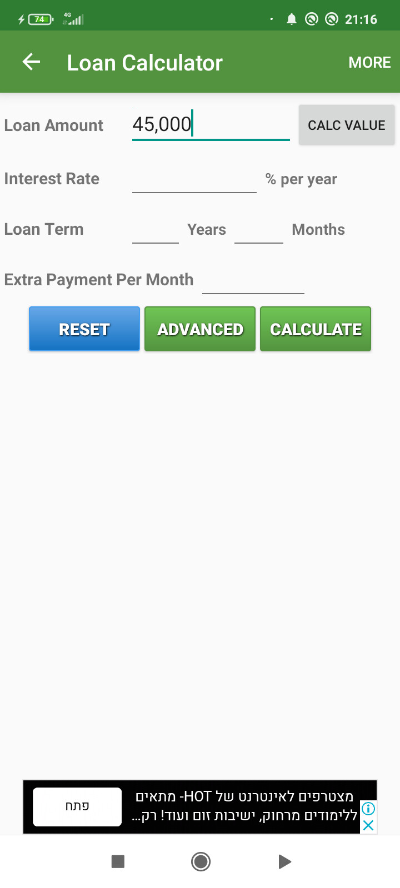 74 4G 21:16
Loan Calculator MORE
Loan Amount 45,000 CALC VALUE
Interest Rate % per year
Loan Term Years Months
Extra Payment Per Month
RESET ADVANCED CALCULATE
מצטרפים לאינטרנט של HOT- מתאים
ללימודים מרחוק, ישיבות זום ועוד! רק...
פתח